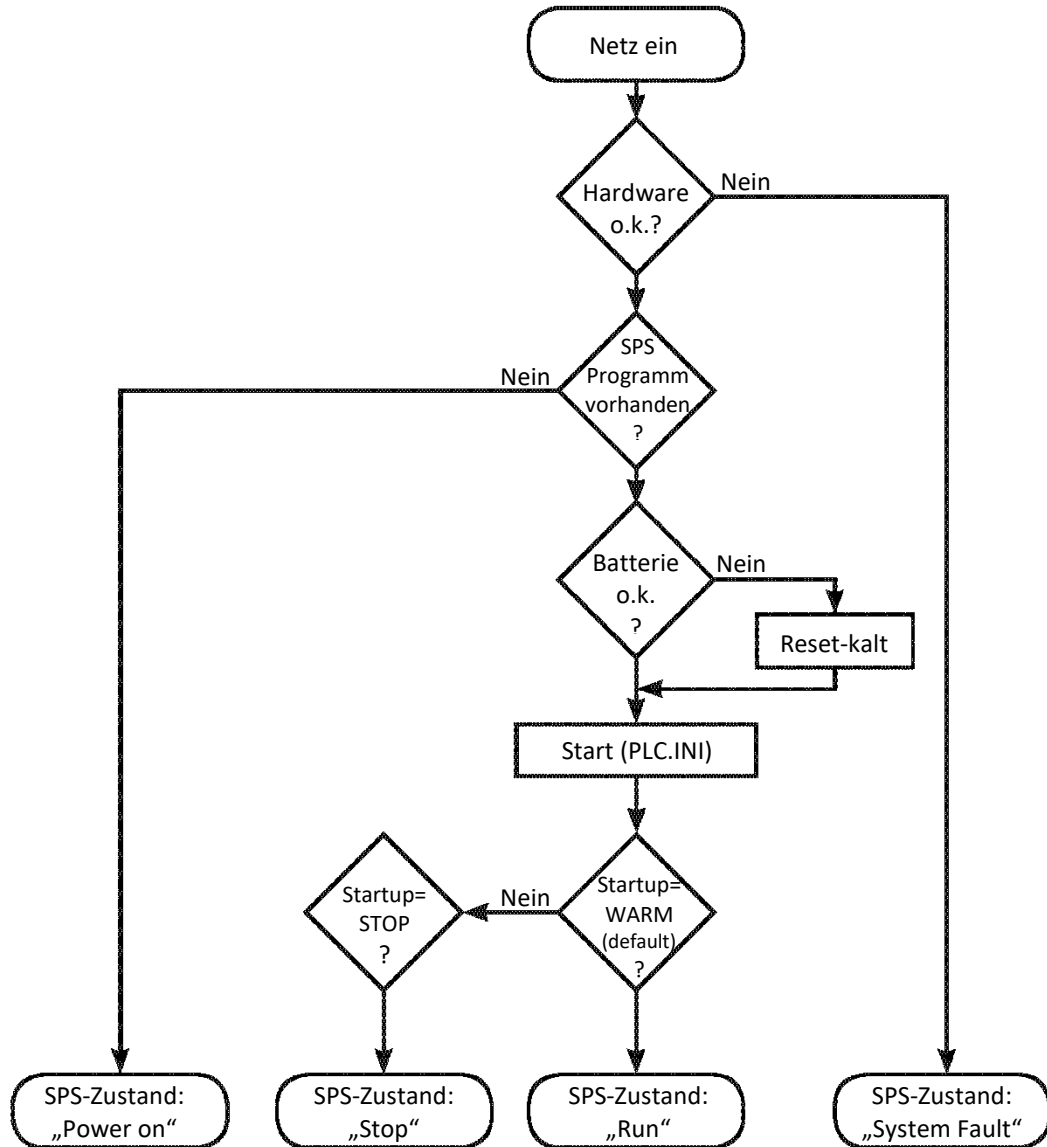 Netz ein
Hardware
o.k.?
Nein
SPS
Programm
vorhanden
?
Nein
Batterie
o.k.
?
Nein
Reset-kalt
Start (PLC.INI)
Startup=
WARM
(default)
?
Nein
Startup=
STOP
?
SPS-Zustand:
„Power on“
SPS-Zustand:
„Stop“
SPS-Zustand:
„Run“
SPS-Zustand:
„System Fault“